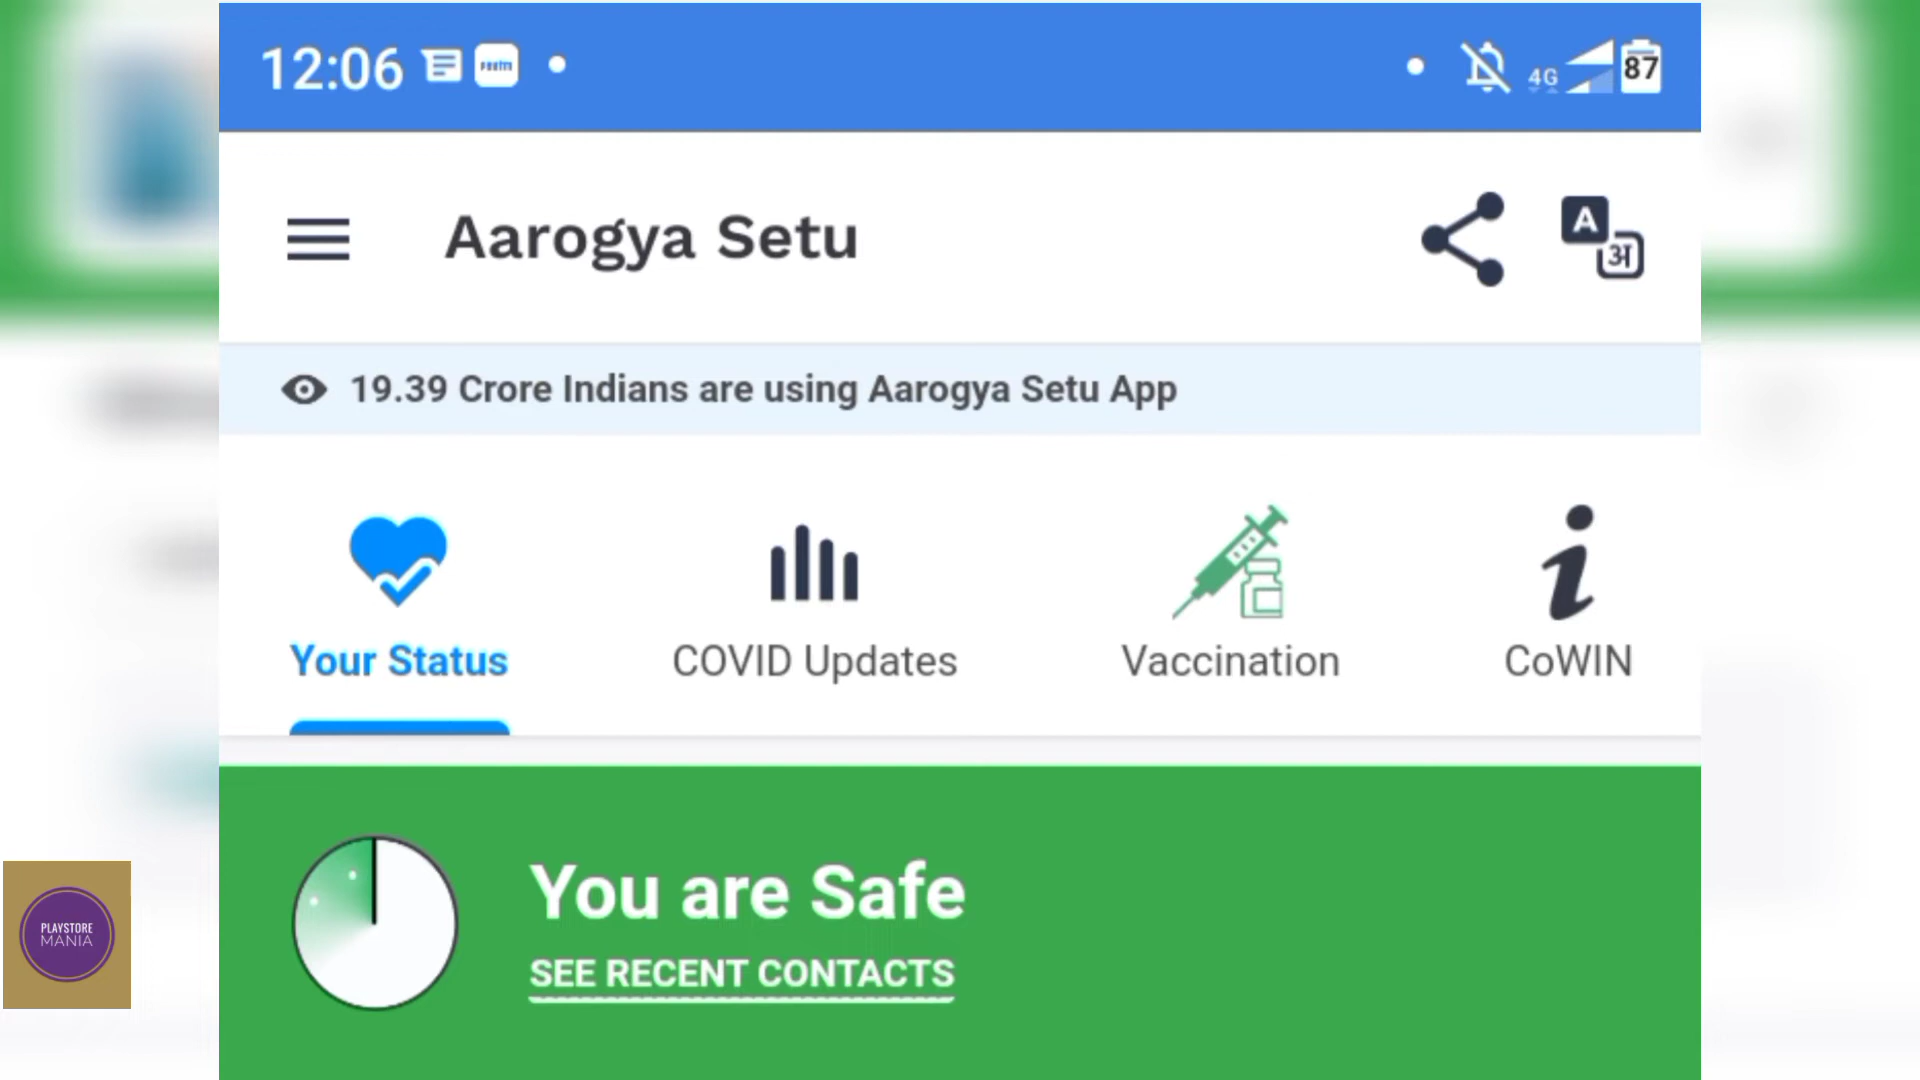 12:06
paytm
4G
87
Aarogya Setu
A
अ
19.39 Crore Indians are using Aarogya Setu App
Your Status
COVID Updates
Vaccination
CoWIN
You are Safe
SEE RECENT CONTACTS
PLAYSTORE
MANIA